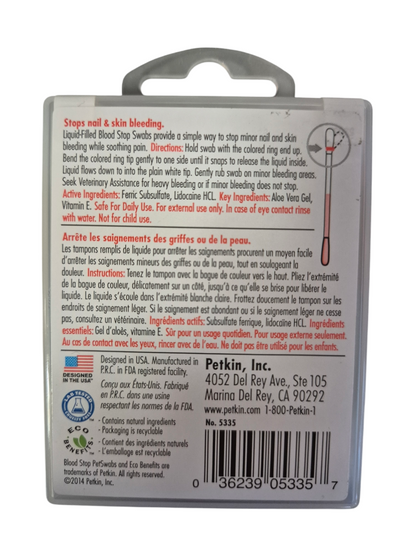 Stops nail & skin bleeding.
Liquid-Filled Blood Stop Swabs provide a simple way to stop minor nail and skin
bleeding while soothing pain. Directions: Hold swab with the colored ring end up.
Bend the colored ring tip gently to one side until it snaps to release the liquid inside.
Liquid flows down to into the plain white tip. Gently rub swab on minor bleeding areas.
Seek Veterinary Assistance for heavy bleeding or if minor bleeding does not stop.
Active Ingredients: Ferric Subsulfate, Lidocaine HCL. Key Ingredients: Aloe Vera Gel,
Vitamin E. Safe For Daily Use. For external use only. In case of eye contact rinse
with water. Not for child use.
Arrête les saignements des griffes ou de la peau.
Les tampons remplis de liquide pour arrêter les saignements procurent un moyen facile
d'arrêter les saignements mineurs des griffes ou de la peau, tout en soulageant la
douleur. Instructions: Tenez le tampon avec la bague de couleur vers le haut. Pliez l'extrémité
de la bague de couleur, délicatement sur un côté, jusqu'à ce qu'elle se brise pour libérer le
liquide. Le liquide s'écoule dans l'extrémité blanche claire. Frottez doucement le tampon sur les
endroits de saignement léger. Si le saignement est abondant ou si le saignement léger ne cesse
pas, consultez un vétérinaire. Ingrédients actifs: Subsulfate ferrique, lidocaïne HCL. Ingrédients
essentiels: Gel d'aloès, vitamine E. Sûr pour un usage quotidien. Pour usage externe seulement.
Au cas de contact avec les yeux, rincer avec de l'eau. Ne doit pas être utilisé pour les enfants.
DESIGNED
IN THE USA
Designed in USA. Manufactured in
P.R.C. in FDA registered facility.
Conçu aux États-Unis. Fabriqué
en P.R.C. dans une usine
respectant les normes de la FDA.
LAB TESTED
ECO
BENEFITS
- Contains natural ingredients
- Packaging is recyclable
- Contient des ingrédients naturels
- L'emballage est recyclable
Blood Stop PetSwabs and Eco Benefits are
trademarks of Petkin. All rights reserved.
©2014 Petkin, Inc.
Petkin, Inc.
4052 Del Rey Ave., Ste 105
Marina Del Rey, CA 90292
www.petkin.com 1-800-Petkin-1
No. 5335
0 36239 05335 7